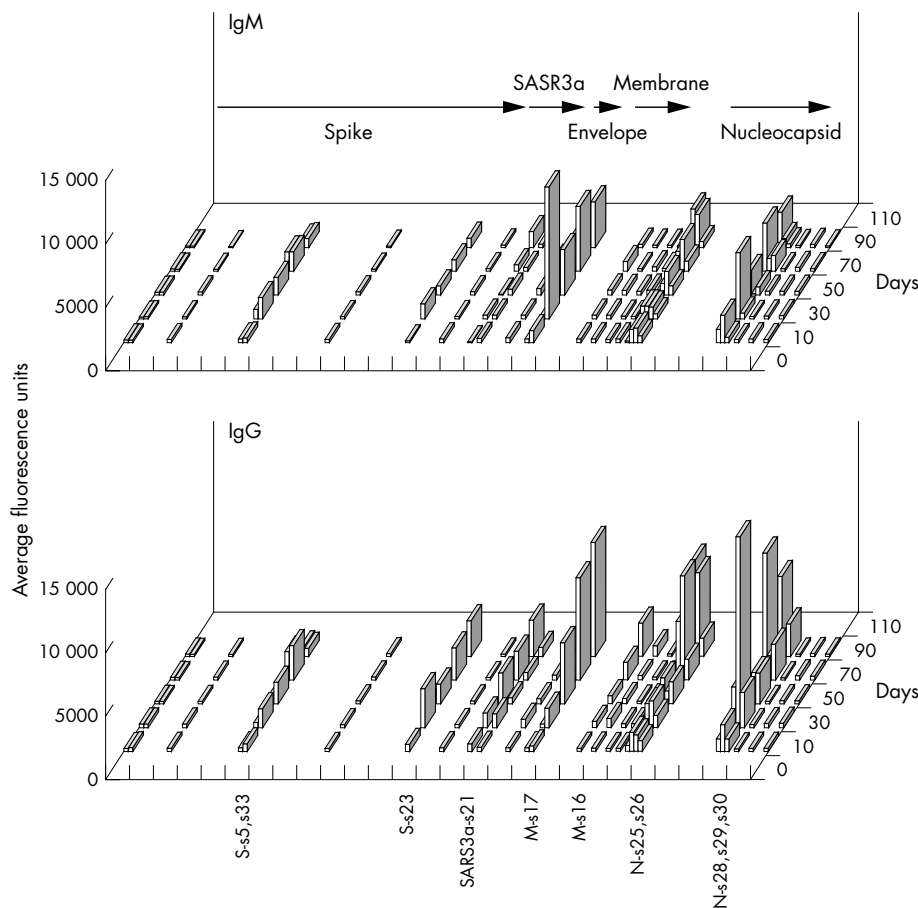 IgM
SASR3a
Membrane
Spike
Envelope
Nucleocapsid
15 000
10 000
5000
0
110
90
70
50
30
10
0
Days
Average fluorescence units
IgG
15 000
10 000
5000
0
110
90
70
50
30
10
0
Days
S-s5,s33
S-s23
SARS3a-s21
M-s17
M-s16
N-s25,s26
N-s28,s29,s30